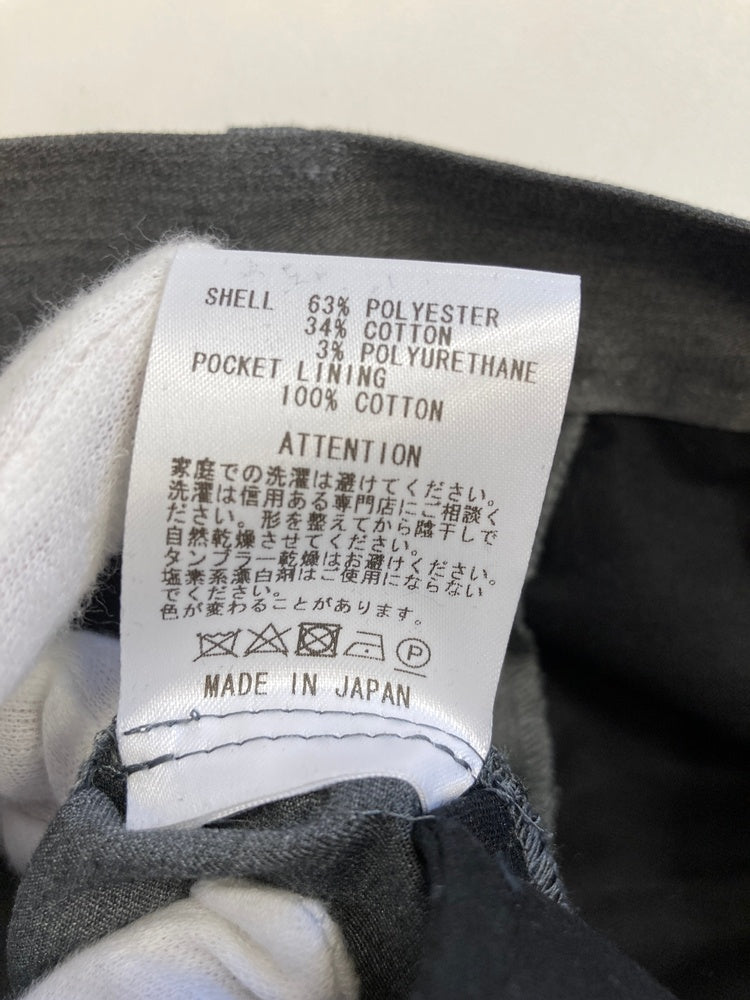 SHELL 63% POLYESTER
34% COTTON
3% POLYURETHANE
POCKET LINING
100% COTTON
ATTENTION
家庭での洗濯は避けてください。
洗濯は信用ある専門店にご相談く
ださい。形を整えてから陰干しで
自然乾燥させてください。
タンブラー乾燥はお避けください。
塩素系漂白剤はご使用にならない
でください。
色が変わることがあります。
P
MADE IN JAPAN